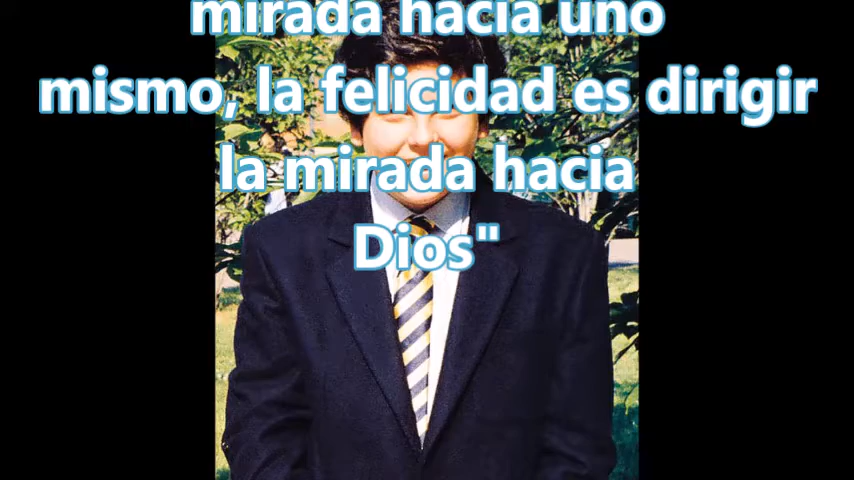 mirada hacia uno
mismo, la felicidad es dirigir
la mirada hacia
Dios"